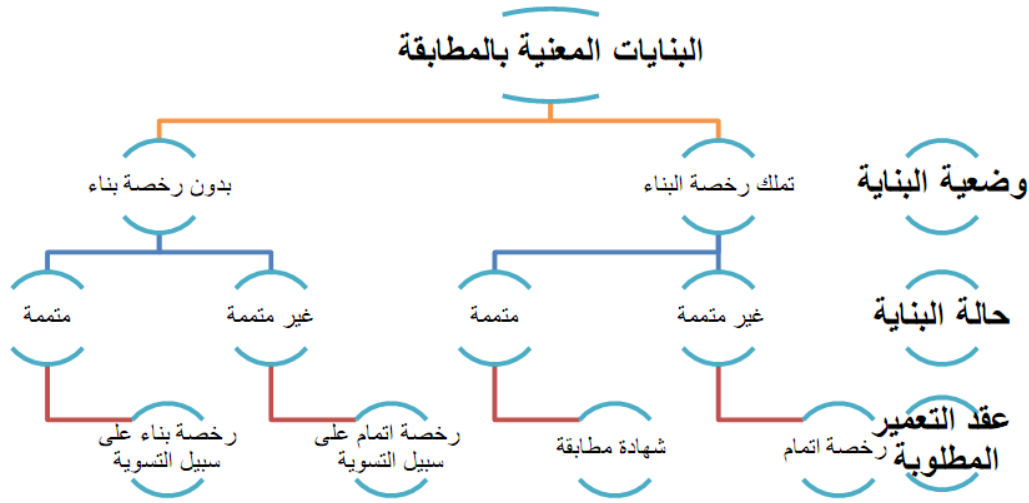 البنايات المعنية بالمطابقة
وضعية البناية
تملك رخصة البناء
بدون رخصة بناء
حالة البناية
غير متممة
متممة
غير متممة
متممة
عقد التعمير
المطلوبة
رخصة اتمام
شهادة مطابقة
رخصة اتمام على
سبيل التسوية
رخصة بناء على
سبيل التسوية